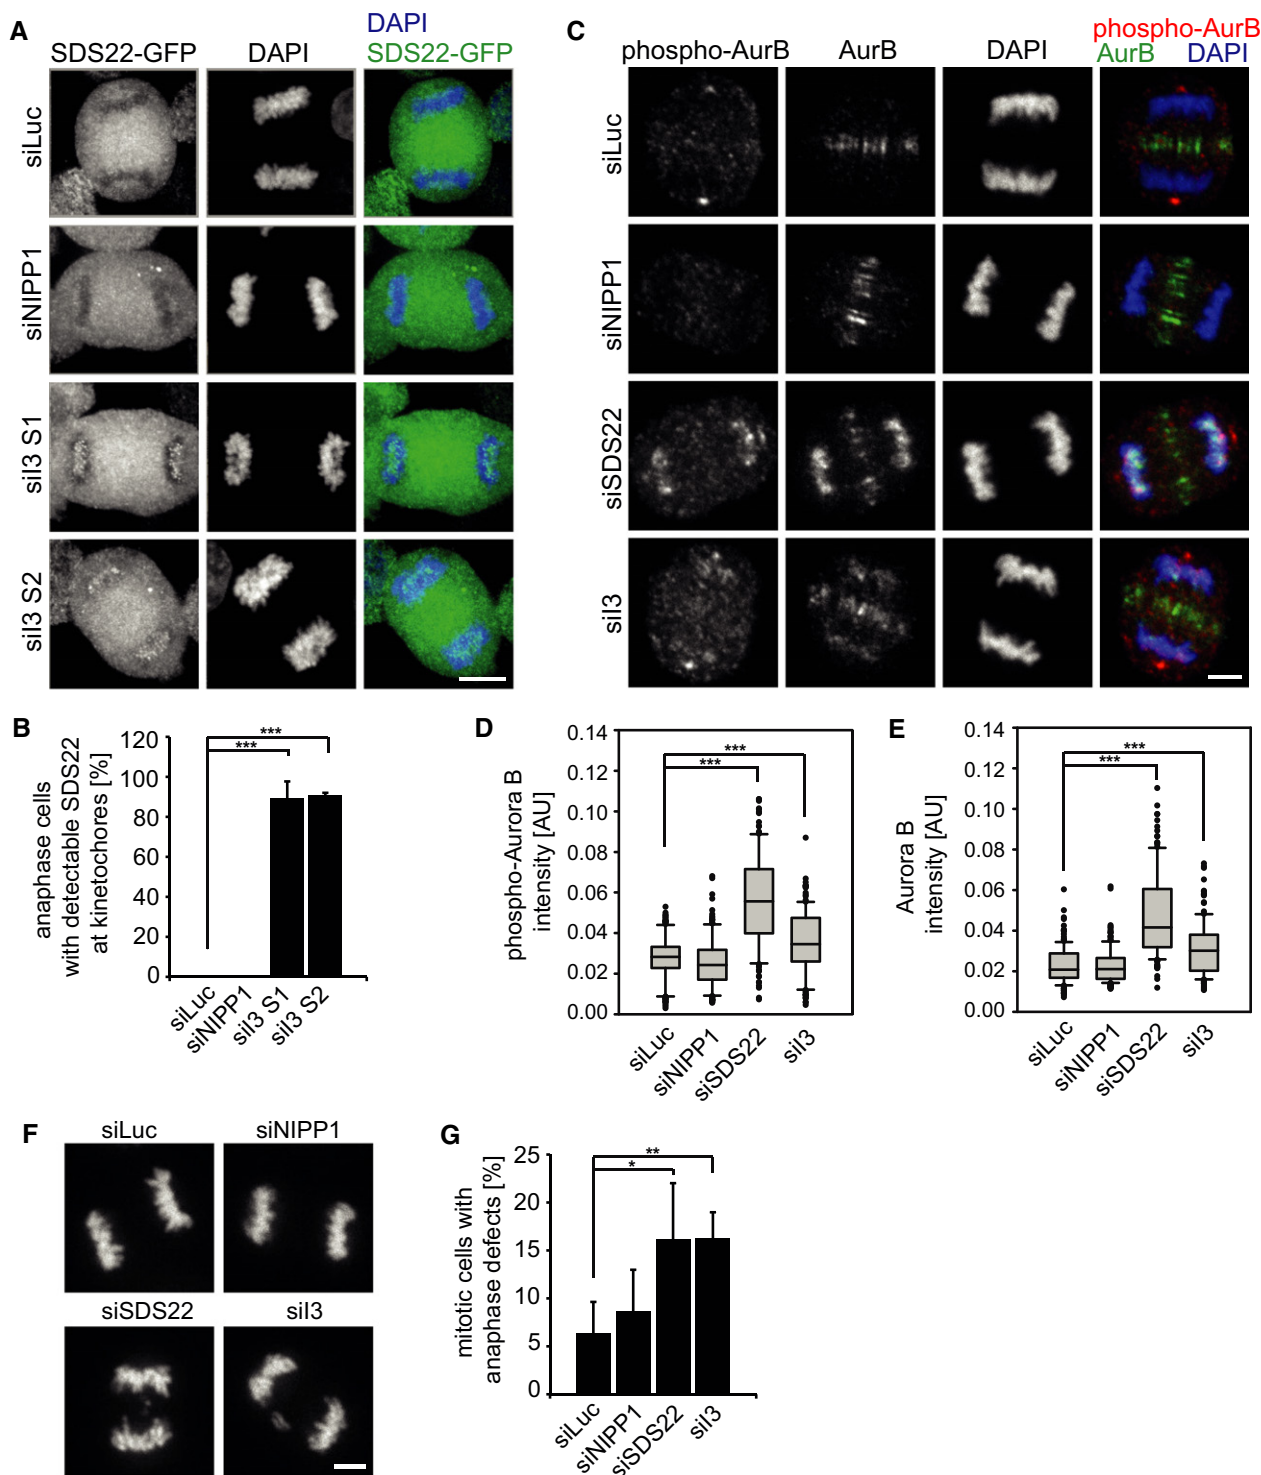 A
SDS22-GFP
DAPI
DAPI
SDS22-GFP
siLuc
siNIPP1
siI3 S1
siI3 S2
B
anaphase cells
with detectable SDS22
at kinetochores [%]
120
100
80
60
40
20
0
***
***
siLuc
siNIPP1
siI3 S1
siI3 S2
C
phospho-AurB
AurB
DAPI
phospho-AurB
AurB DAPI
siLuc
siNIPP1
siSDS22
siI3
D
phospho-Aurora B
intensity [AU]
0.14
0.12
0.10
0.08
0.06
0.04
0.02
0.00
***
***
siLuc
siNIPP1
siSDS22
siI3
E
Aurora B
intensity [AU]
0.14
0.12
0.10
0.08
0.06
0.04
0.02
0.00
***
***
siLuc
siNIPP1
siSDS22
siI3
F
siLuc
siNIPP1
siSDS22
siI3
G
mitotic cells with
anaphase defects [%]
25
20
15
10
5
0
**
*
siLuc
siNIPP1
siSDS22
siI3